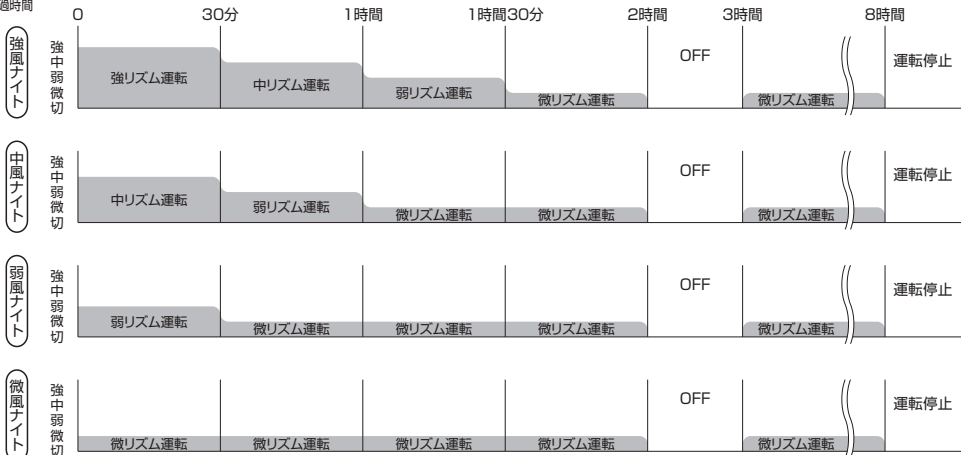 過時間
0 30分 1時間 1時間30分 2時間 3時間 8時間
強風ナイト
強
中
弱
微
切
強リズム運転 中リズム運転 弱リズム運転 微リズム運転 OFF 微リズム運転 運転停止
中風ナイト
強
中
弱
微
切
中リズム運転 弱リズム運転 微リズム運転 微リズム運転 OFF 微リズム運転 運転停止
弱風ナイト
強
中
弱
微
切
弱リズム運転 微リズム運転 微リズム運転 微リズム運転 OFF 微リズム運転 運転停止
微風ナイト
強
中
弱
微
切
微リズム運転 微リズム運転 微リズム運転 微リズム運転 OFF 微リズム運転 運転停止